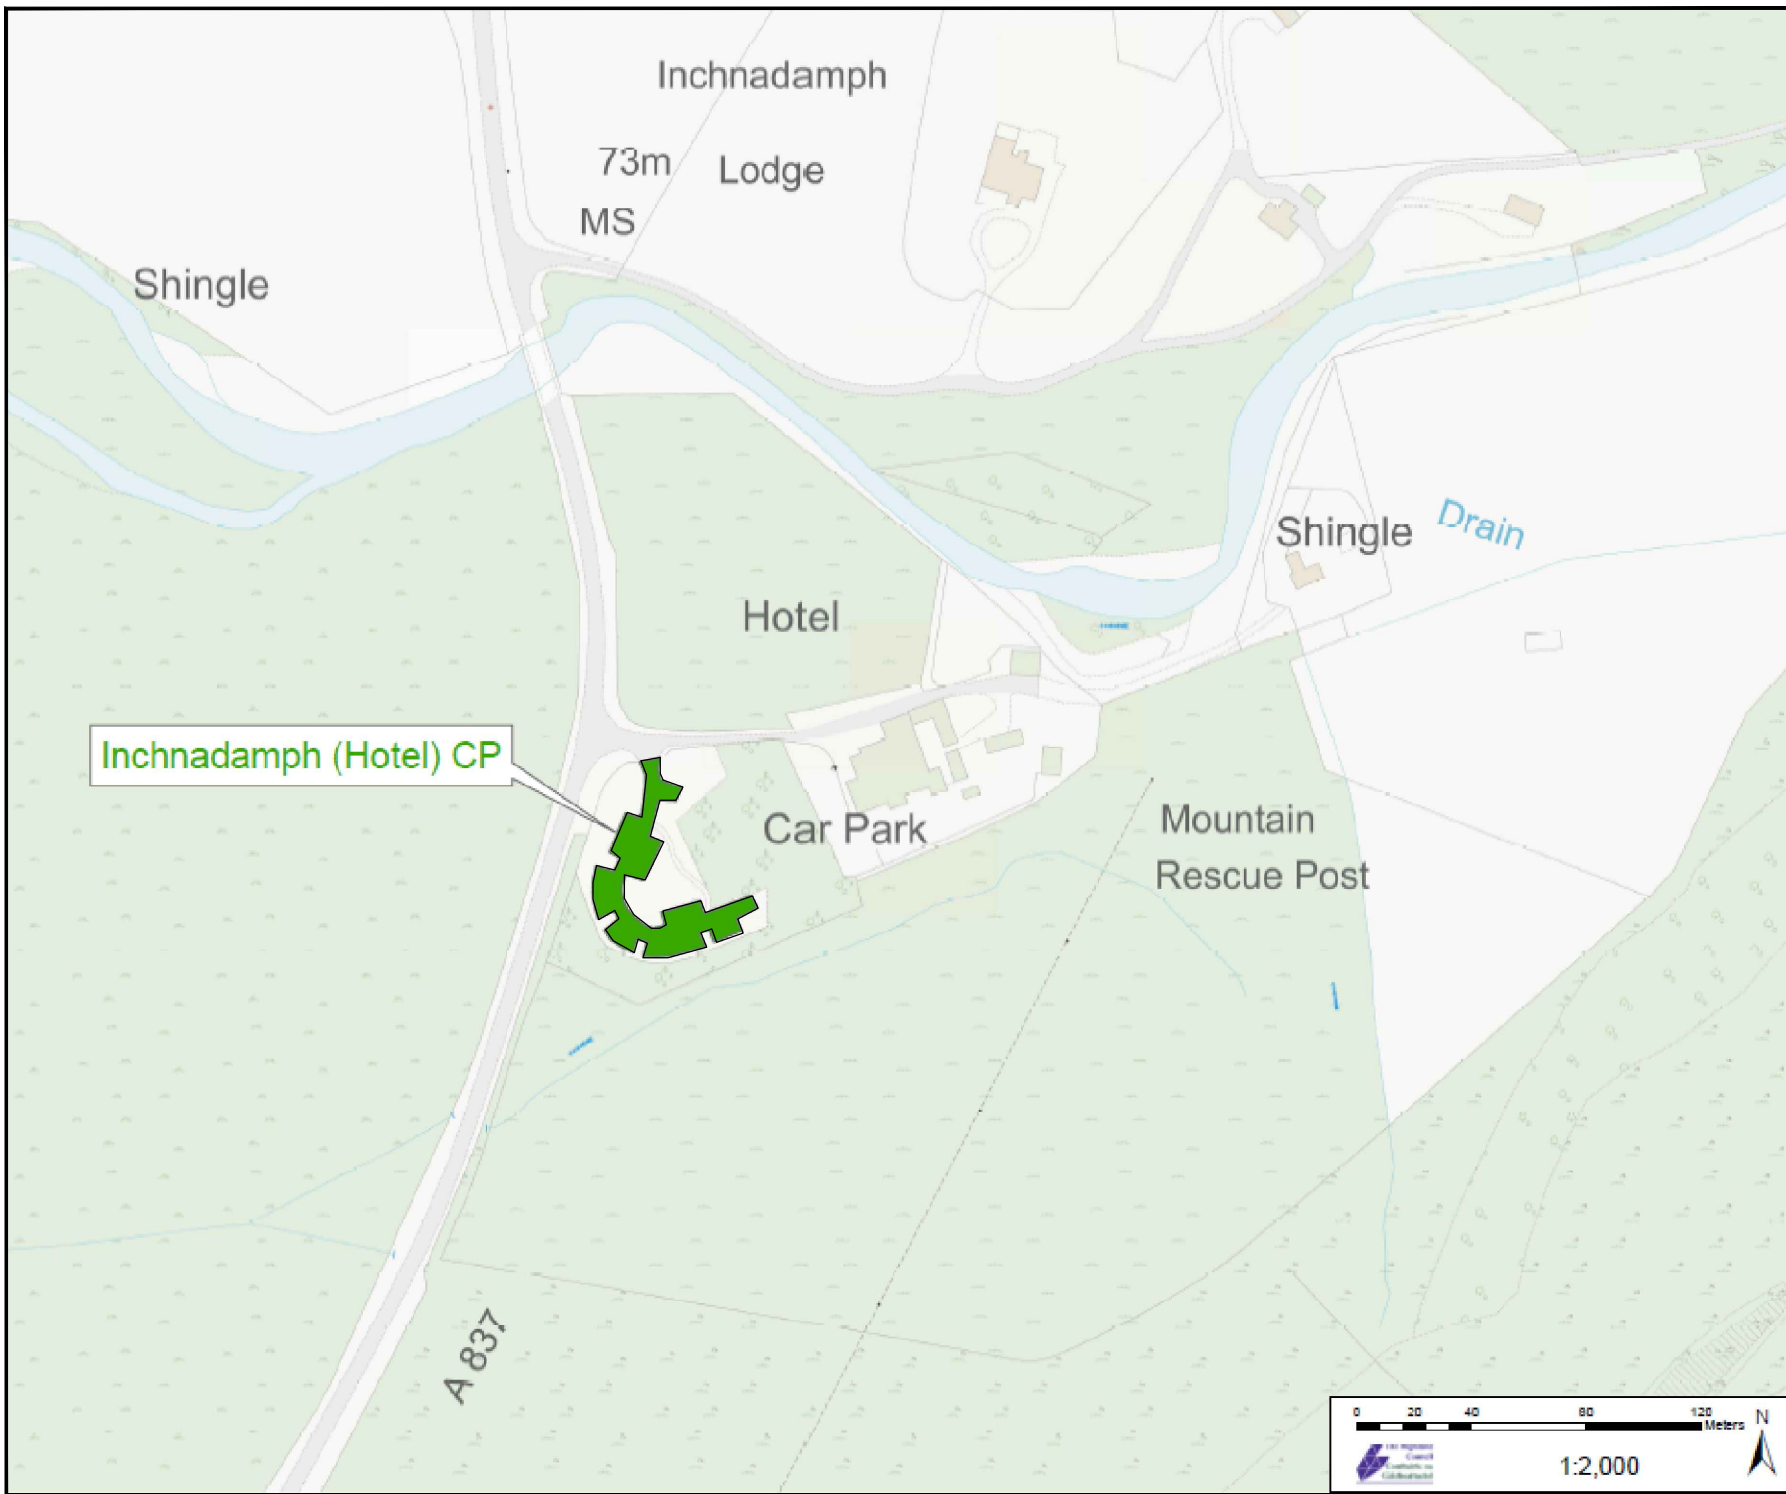 Inchnadamph
73m
Lodge
MS
Shingle
Drain
Shingle
Hotel
Inchnadamph (Hotel) CP
Car Park
Mountain
Rescue Post
A 837
0 20 40 80 120
Meters
N
1:2,000